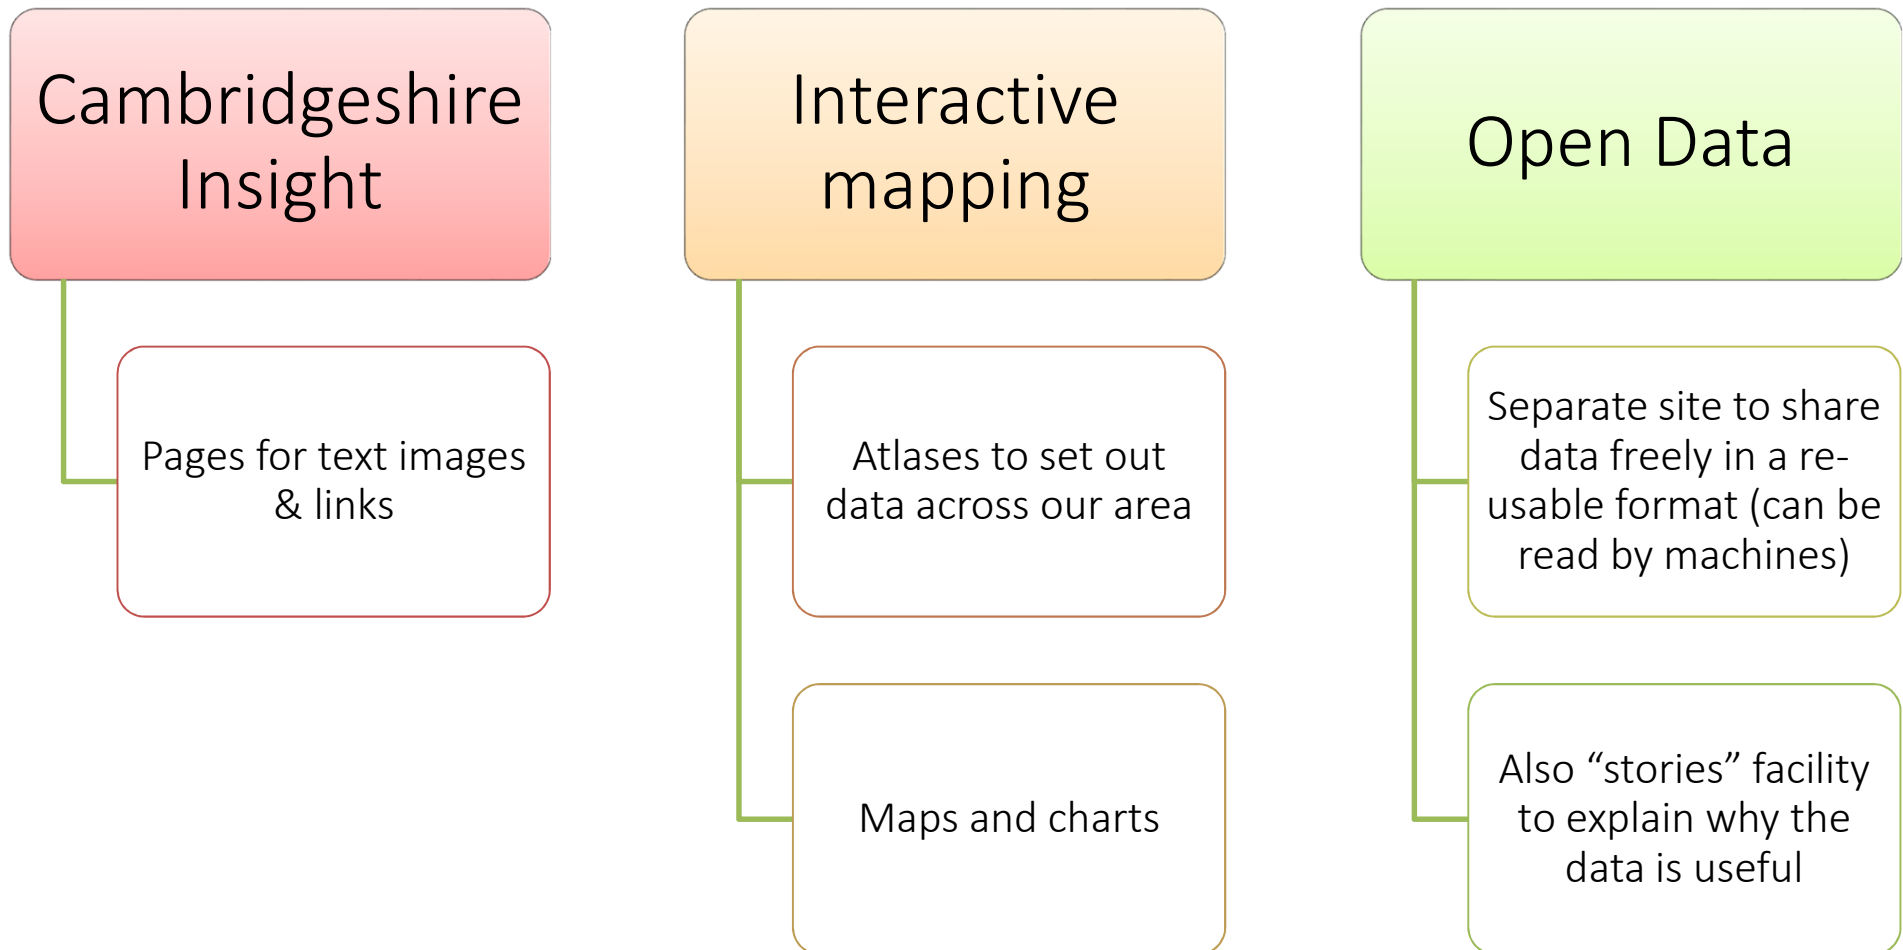 Cambridgeshire
Insight
Pages for text images
& links
Interactive
mapping
Atlases to set out
data across our area
Maps and charts
Open Data
Separate site to share
data freely in a re-
usable format (can be
read by machines)
Also “stories” facility
to explain why the
data is useful